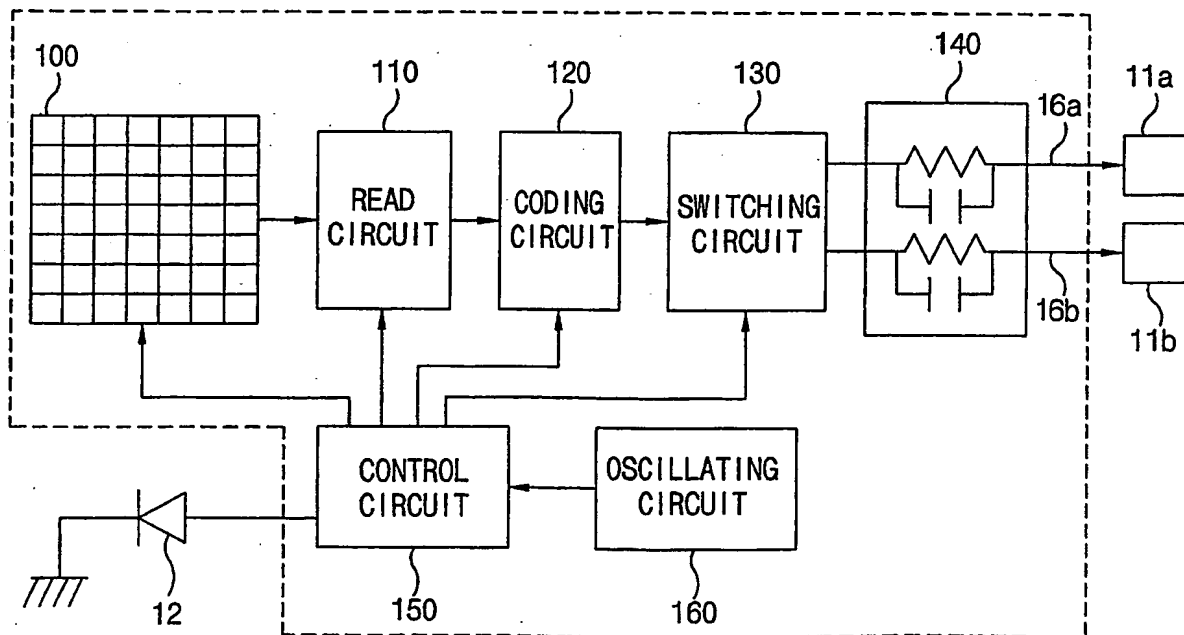 100
110
120
130
140
11a
16a
READ
CIRCUIT
CODING
CIRCUIT
SWITCHING
CIRCUIT
16b
11b
CONTROL
CIRCUIT
OSCILLATING
CIRCUIT
12
150
160